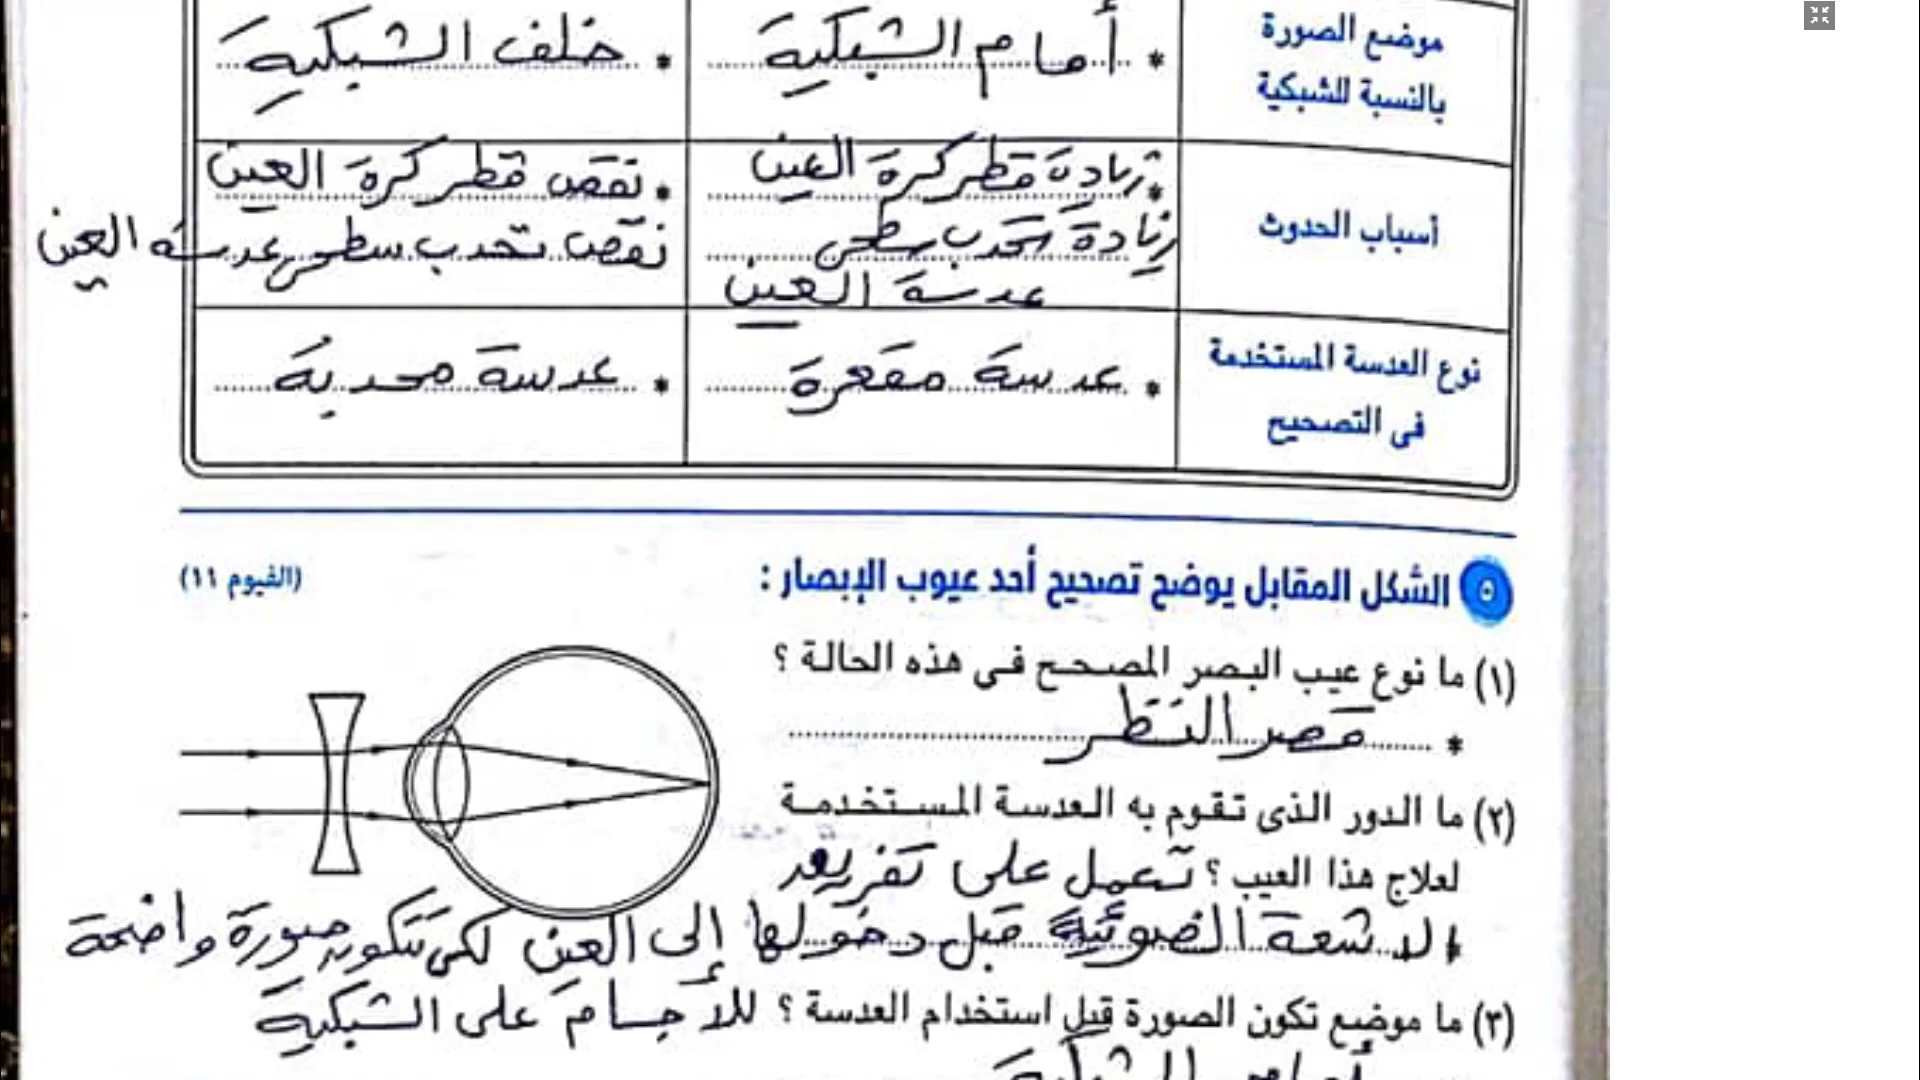 موضع الصورة بالنسبة للشبكية
* أمام الشبكية
* خلف الشبكية
أسباب الحدوث
* زيادة قطر كرة العين
زيادة تحدب سطحى
عدسة العين
* نقص قطر كرة العين
نقص تحدب سطحى عدسة العين
نوع العدسة المستخدمة
فى التصحيح
* عدسة مقعرة
* عدسة محدبة
٥ الشكل المقابل يوضح تصحيح أحد عيوب الإبصار : (الفيوم ١١)
(١) ما نوع عيب البصر المصحح فى هذه الحالة ؟
* قصر النظر
(٢) ما الدور الذى تقوم به العدسة المستخدمة
لعلاج هذا العيب ؟ تعمل على تفريق
الاشعة الضوئية قبل دخولها إلى العين لكى تتكون صورة واضحة
(٣) ما موضع تكون الصورة قبل استخدام العدسة ؟ للأجسام على الشبكية